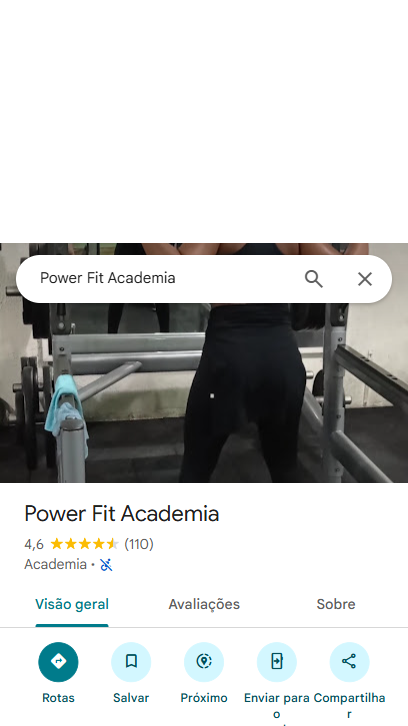 Power Fit Academia
Power Fit Academia
4,6 (110)
Academia •
Visão geral Avaliações Sobre
Rotas Salvar Próximo Enviar para o Compartilhar